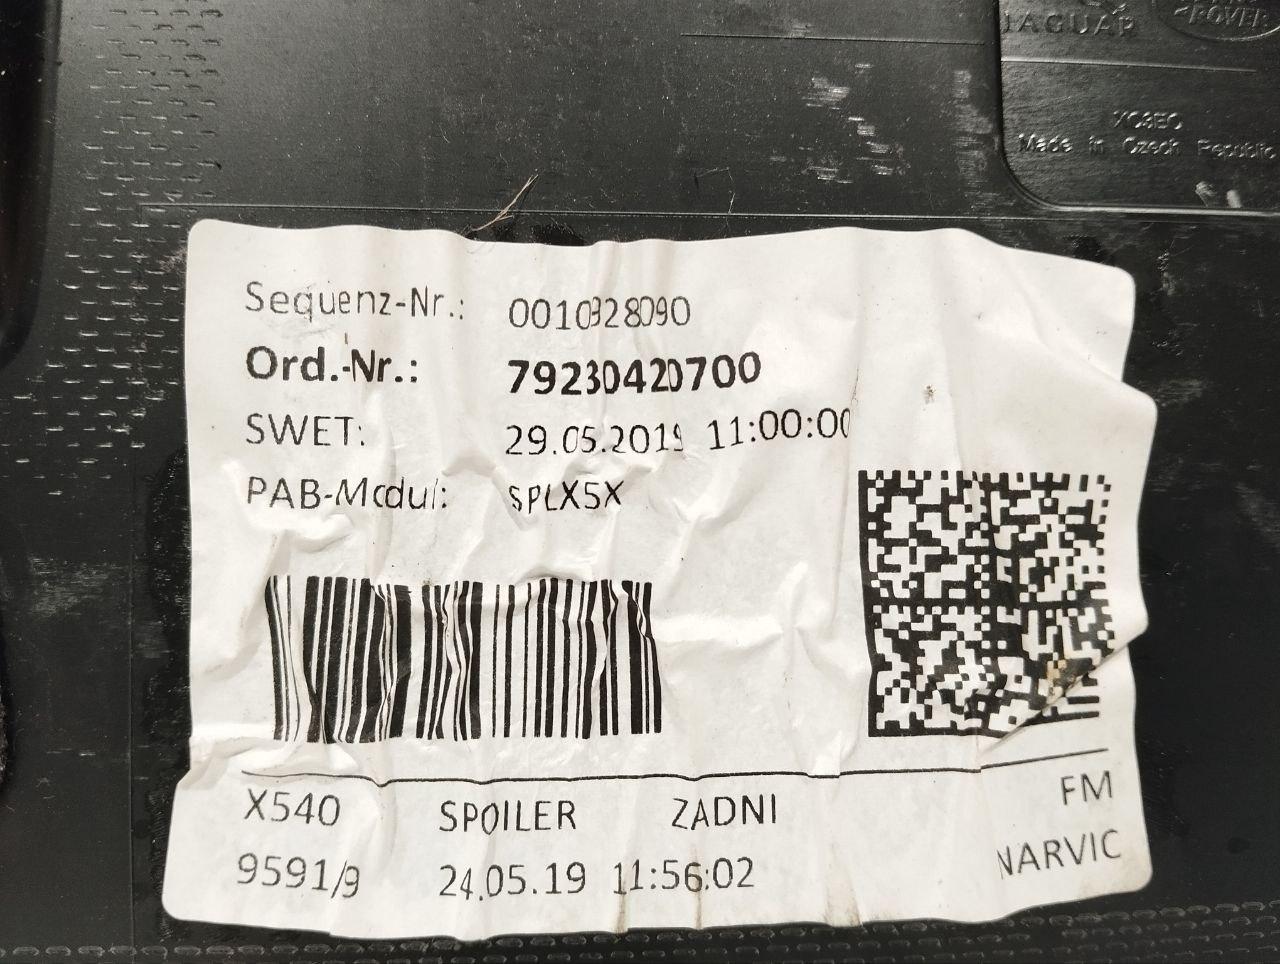 JAGUAR
ROVER
Made in Czech Republic
Sequenz-Nr.: 0010928090
Ord.-Nr.: 79230420700
SWET: 29.05.2019 11:00:00
PAB-Modul: SPLX5X
X540 SPOILER ZADNI FM
9591/9 24.05.19 11:56:02 NARVIC